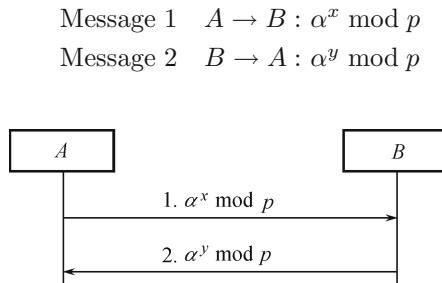 Message 1 A → B : α^x mod p
Message 2 B → A : α^y mod p
A B
1. α^x mod p
2. α^y mod p